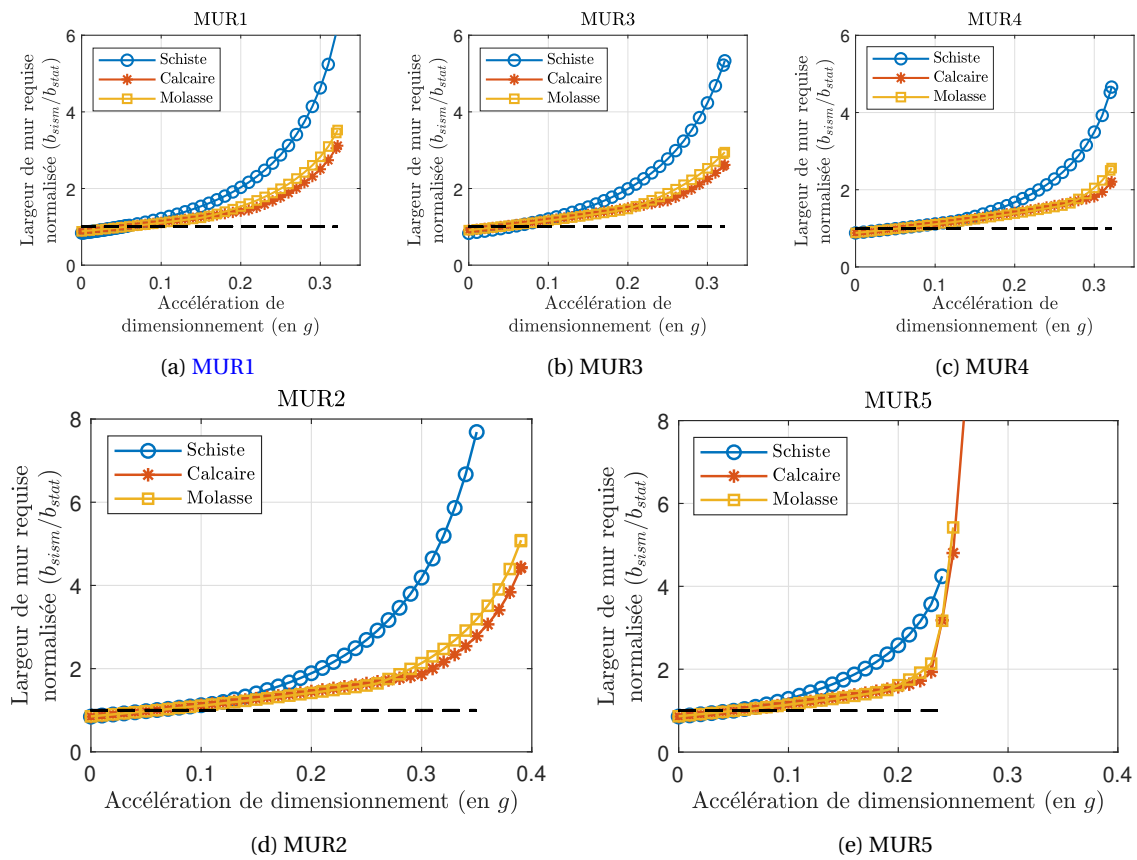 MUR1
Largeur de mur requise
normalisée (b_sism/b_stat)
6
4
2
0
Schiste
Calcaire
Molasse
0 0.1 0.2 0.3
Accélération de
dimensionnement (en g)
(a) MUR1
MUR3
Largeur de mur requise
normalisée (b_sism/b_stat)
6
4
2
0
Schiste
Calcaire
Molasse
0 0.1 0.2 0.3
Accélération de
dimensionnement (en g)
(b) MUR3
MUR4
Largeur de mur requise
normalisée (b_sism/b_stat)
6
4
2
0
Schiste
Calcaire
Molasse
0 0.1 0.2 0.3
Accélération de
dimensionnement (en g)
(c) MUR4
MUR2
Largeur de mur requise
normalisée (b_sism/b_stat)
8
6
4
2
0
Schiste
Calcaire
Molasse
0 0.1 0.2 0.3 0.4
Accélération de dimensionnement (en g)
(d) MUR2
MUR5
Largeur de mur requise
normalisée (b_sism/b_stat)
8
6
4
2
0
Schiste
Calcaire
Molasse
0 0.1 0.2 0.3 0.4
Accélération de dimensionnement (en g)
(e) MUR5